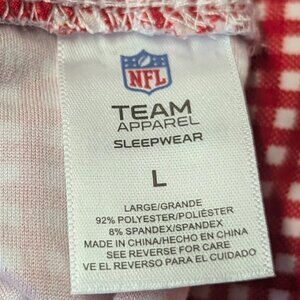 NFL
TEAM
APPAREL
SLEEPWEAR
L
LARGE/GRANDE
92% POLYESTER/POLIÉSTER
8% SPANDEX/SPANDEX
MADE IN CHINA/HECHO EN CHINA
SEE REVERSE FOR CARE
VE EL REVERSO PARA EL CUIDADO